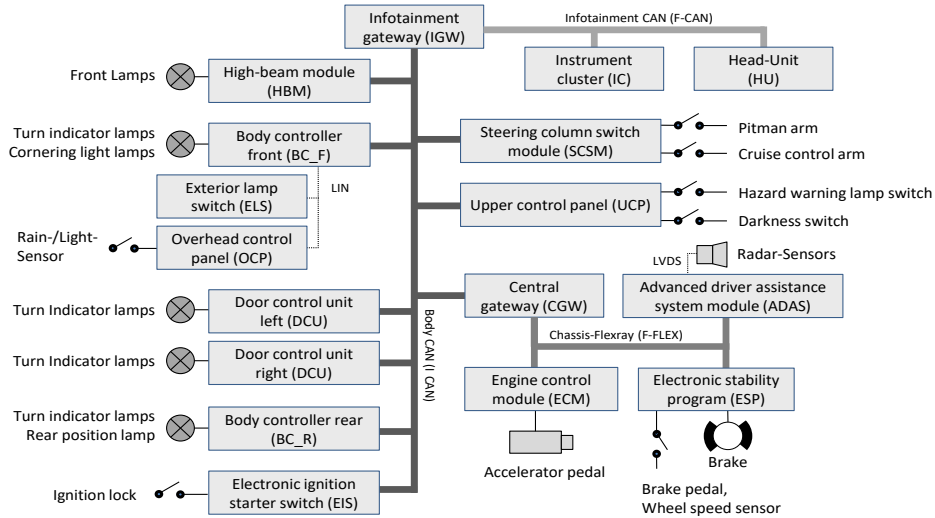 Infotainment
gateway (IGW)
Infotainment CAN (F-CAN)
Instrument
cluster (IC)
Head-Unit
(HU)
Front Lamps
High-beam module
(HBM)
Turn indicator lamps
Cornering light lamps
Body controller
front (BC_F)
LIN
Exterior lamp
switch (ELS)
Rain-/Light-
Sensor
Overhead control
panel (OCP)
Steering column switch
module (SCSM)
Pitman arm
Cruise control arm
Upper control panel (UCP)
Hazard warning lamp switch
Darkness switch
LVDS
Radar-Sensors
Turn Indicator lamps
Door control unit
left (DCU)
Body CAN (I CAN)
Central
gateway (CGW)
Advanced driver assistance
system module (ADAS)
Chassis-Flexray (F-FLEX)
Turn Indicator lamps
Door control unit
right (DCU)
Engine control
module (ECM)
Electronic stability
program (ESP)
Turn indicator lamps
Rear position lamp
Body controller rear
(BC_R)
Accelerator pedal
Brake
Brake pedal,
Wheel speed sensor
Ignition lock
Electronic ignition
starter switch (EIS)